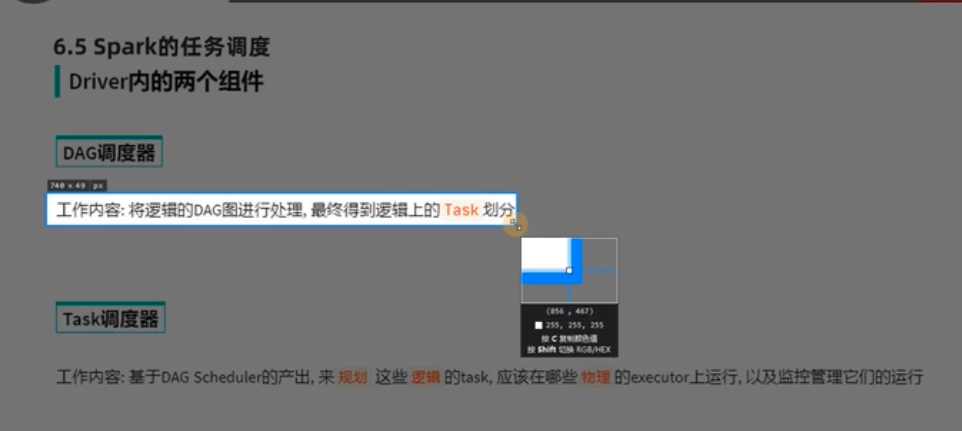 6.5 Spark的任务调度
Driver内的两个组件
DAG调度器
740 x 49 px
工作内容: 将逻辑的DAG图进行处理, 最终得到逻辑上的 Task 划分
(856 , 467)
255, 255, 255
按 C 复制颜色值
按 Shift 切换 RGB/HEX
Task调度器
工作内容: 基于DAG Scheduler的产出, 来 规划 这些 逻辑 的task, 应该在哪些 物理 的executor上运行, 以及监控管理它们的运行